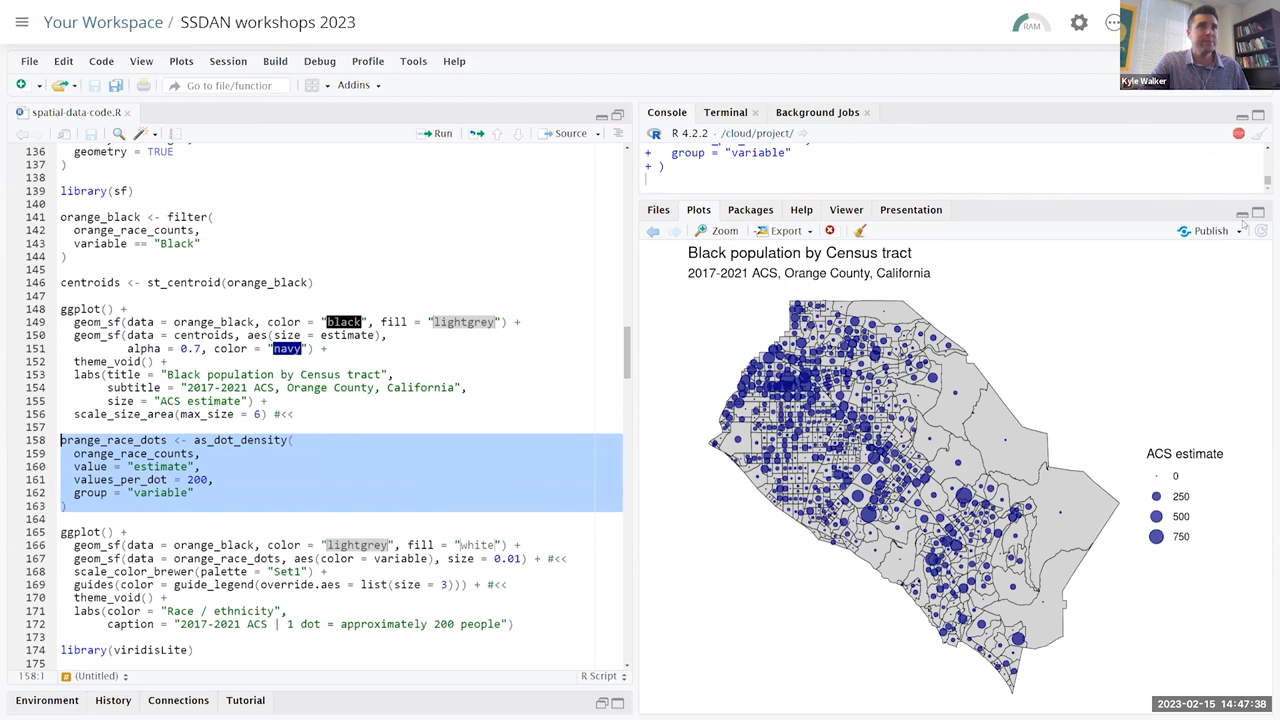 Your Workspace / SSDAN workshops 2023
RAM
Kyle Walker
File Edit Code View Plots Session Build Debug Profile Tools Help
Go to file/function Addins
spatial-data-code.R
Run Source
136 geometry = TRUE
137 )
138
139 library(sf)
140
141 orange_black <- filter(
142 orange_race_counts,
143 variable == "Black"
144 )
145
146 centroids <- st_centroid(orange_black)
147
148 ggplot() +
149 geom_sf(data = orange_black, color = "black", fill = "lightgrey") +
150 geom_sf(data = centroids, aes(size = estimate),
151 alpha = 0.7, color = "navy") +
152 theme_void() +
153 labs(title = "Black population by Census tract",
154 subtitle = "2017-2021 ACS, Orange County, California",
155 size = "ACS estimate") +
156 scale_size_area(max_size = 6) #<<
157
158 orange_race_dots <- as_dot_density(
159 orange_race_counts,
160 value = "estimate",
161 values_per_dot = 200,
162 group = "variable"
163 )
164
165 ggplot() +
166 geom_sf(data = orange_black, color = "lightgrey", fill = "white") +
167 geom_sf(data = orange_race_dots, aes(color = variable), size = 0.01) + #<<
168 scale_color_brewer(palette = "Set1") +
169 guides(color = guide_legend(override.aes = list(size = 3))) + #<<
170 theme_void() +
171 labs(color = "Race / ethnicity",
172 caption = "2017-2021 ACS | 1 dot = approximately 200 people")
173
174 library(viridisLite)
175
158:1 (Untitled) R Script
Environment History Connections Tutorial
Console Terminal Background Jobs
R 4.2.2 · /cloud/project/
+ group = "variable"
+ )
Files Plots Packages Help Viewer Presentation
Zoom Export Publish
Black population by Census tract
2017-2021 ACS, Orange County, California
ACS estimate
0
250
500
750
2023-02-15 14:47:38